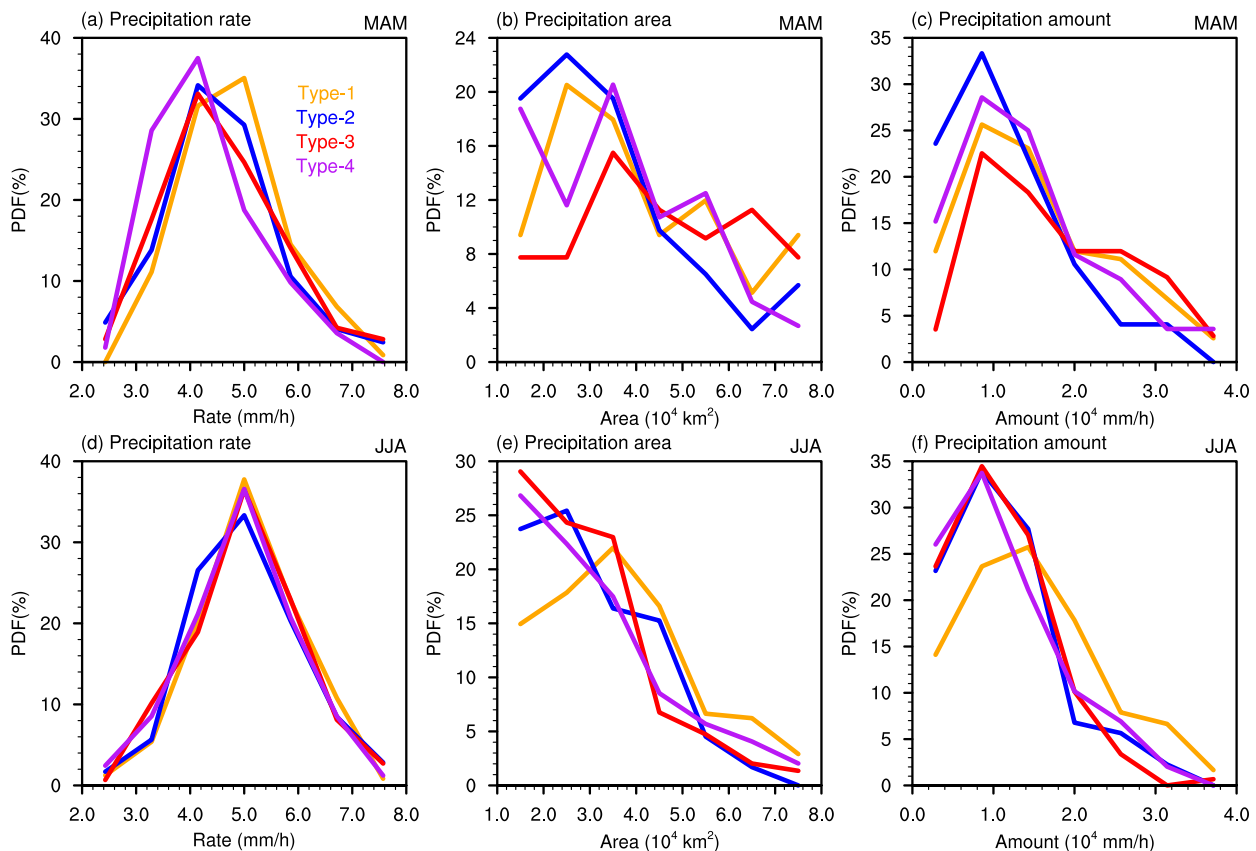 (a) Precipitation rate MAM
40
30
20
10
0
PDF(%)
2.0 3.0 4.0 5.0 6.0 7.0 8.0
Rate (mm/h)
Type-1
Type-2
Type-3
Type-4
(b) Precipitation area MAM
24
20
16
12
8
4
0
PDF(%)
1.0 2.0 3.0 4.0 5.0 6.0 7.0 8.0
Area (10⁴ km²)
(c) Precipitation amount MAM
35
30
25
20
15
10
5
0
PDF(%)
0.0 1.0 2.0 3.0 4.0
Amount (10⁴ mm/h)
(d) Precipitation rate JJA
40
30
20
10
0
PDF(%)
2.0 3.0 4.0 5.0 6.0 7.0 8.0
Rate (mm/h)
(e) Precipitation area JJA
30
25
20
15
10
5
0
PDF(%)
1.0 2.0 3.0 4.0 5.0 6.0 7.0 8.0
Area (10⁴ km²)
(f) Precipitation amount JJA
35
30
25
20
15
10
5
0
PDF(%)
0.0 1.0 2.0 3.0 4.0
Amount (10⁴ mm/h)